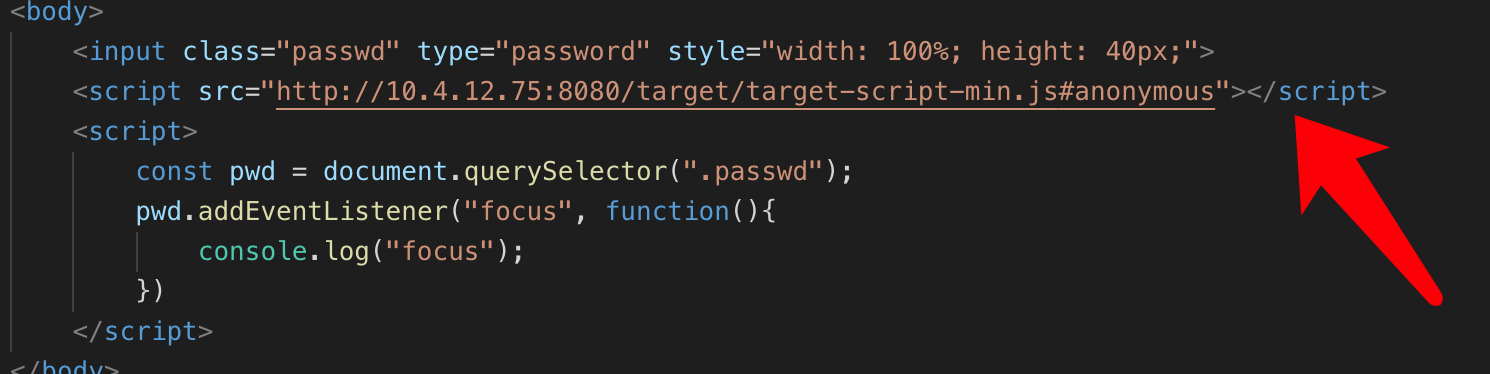 <body>
<input class="passwd" type="password" style="width: 100%; height: 40px;">
<script src="http://10.4.12.75:8080/target/target-script-min.js#anonymous"></script>
<script>
const pwd = document.querySelector(".passwd");
pwd.addEventListener("focus", function(){
console.log("focus");
})
</script>
</body>